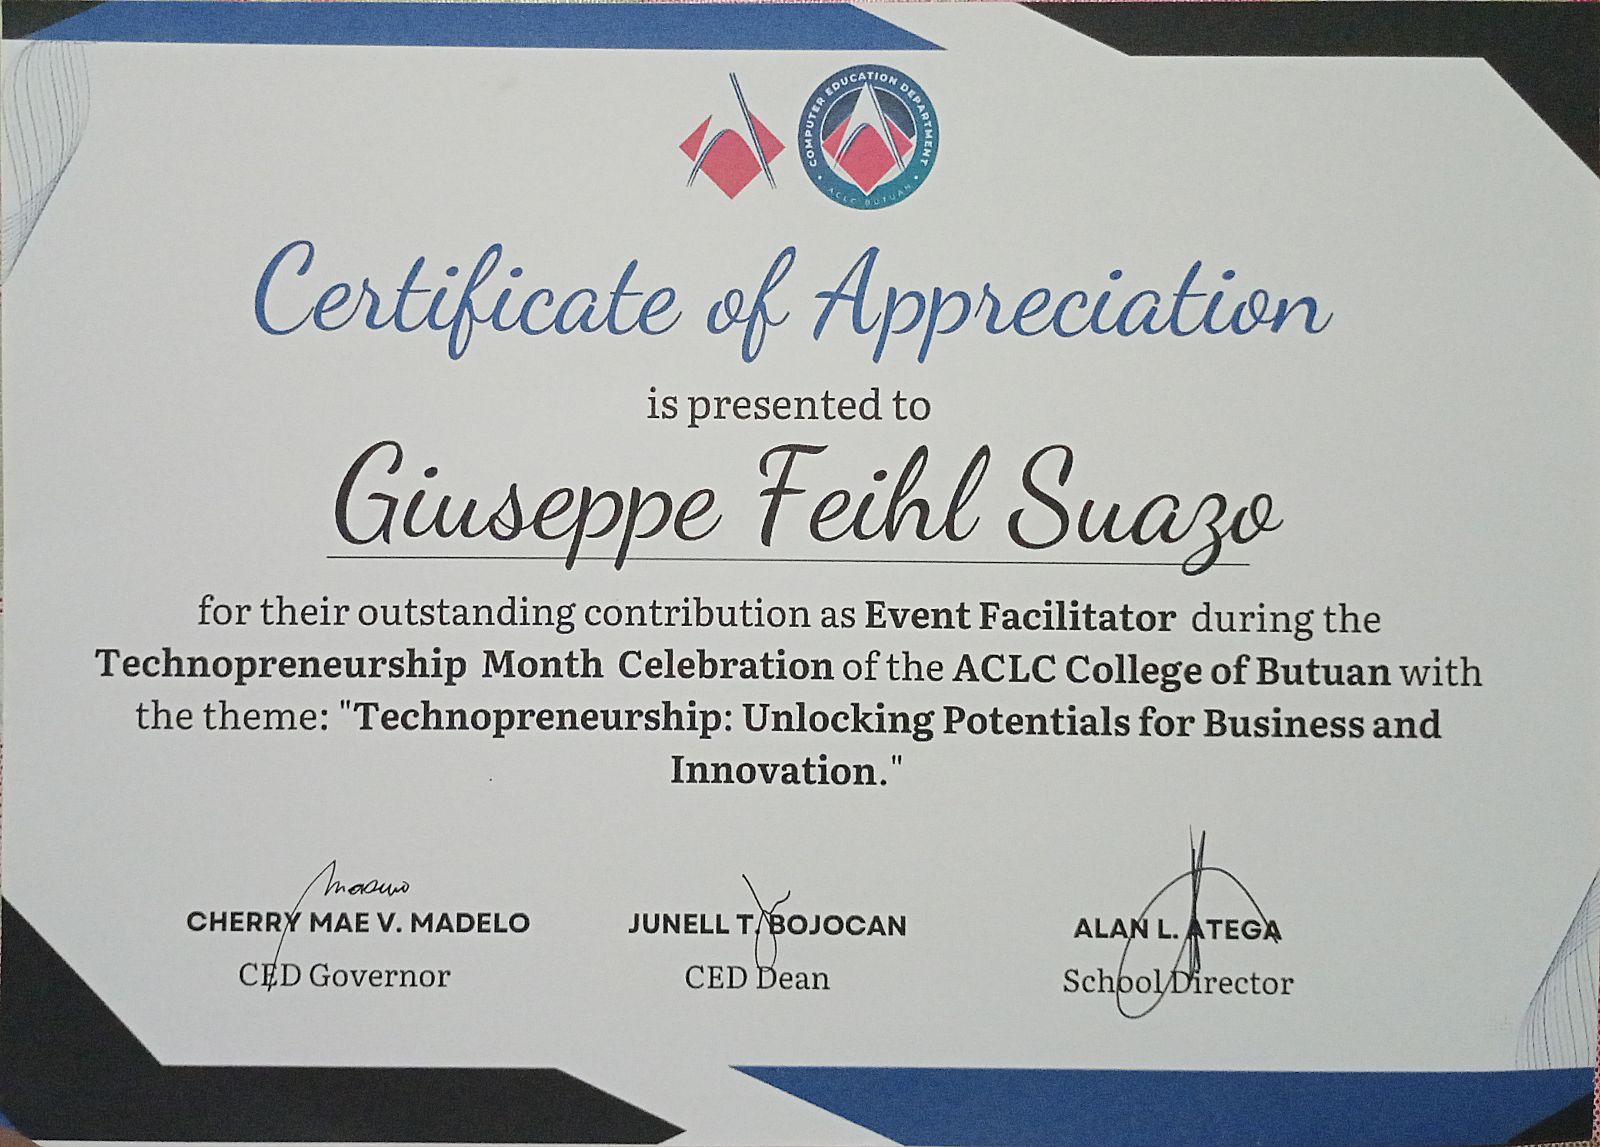 COMPUTER EDUCATION DEPARTMENT
ACLC BUTUAN
Certificate of Appreciation
is presented to
Giuseppe Feihl Suazo
for their outstanding contribution as Event Facilitator during the
Technopreneurship Month Celebration of the ACLC College of Butuan with
the theme: "Technopreneurship: Unlocking Potentials for Business and
Innovation."
CHERRY MAE V. MADELO
CED Governor
JUNELL T. BOJOCAN
CED Dean
ALAN L. ATEGA
School Director